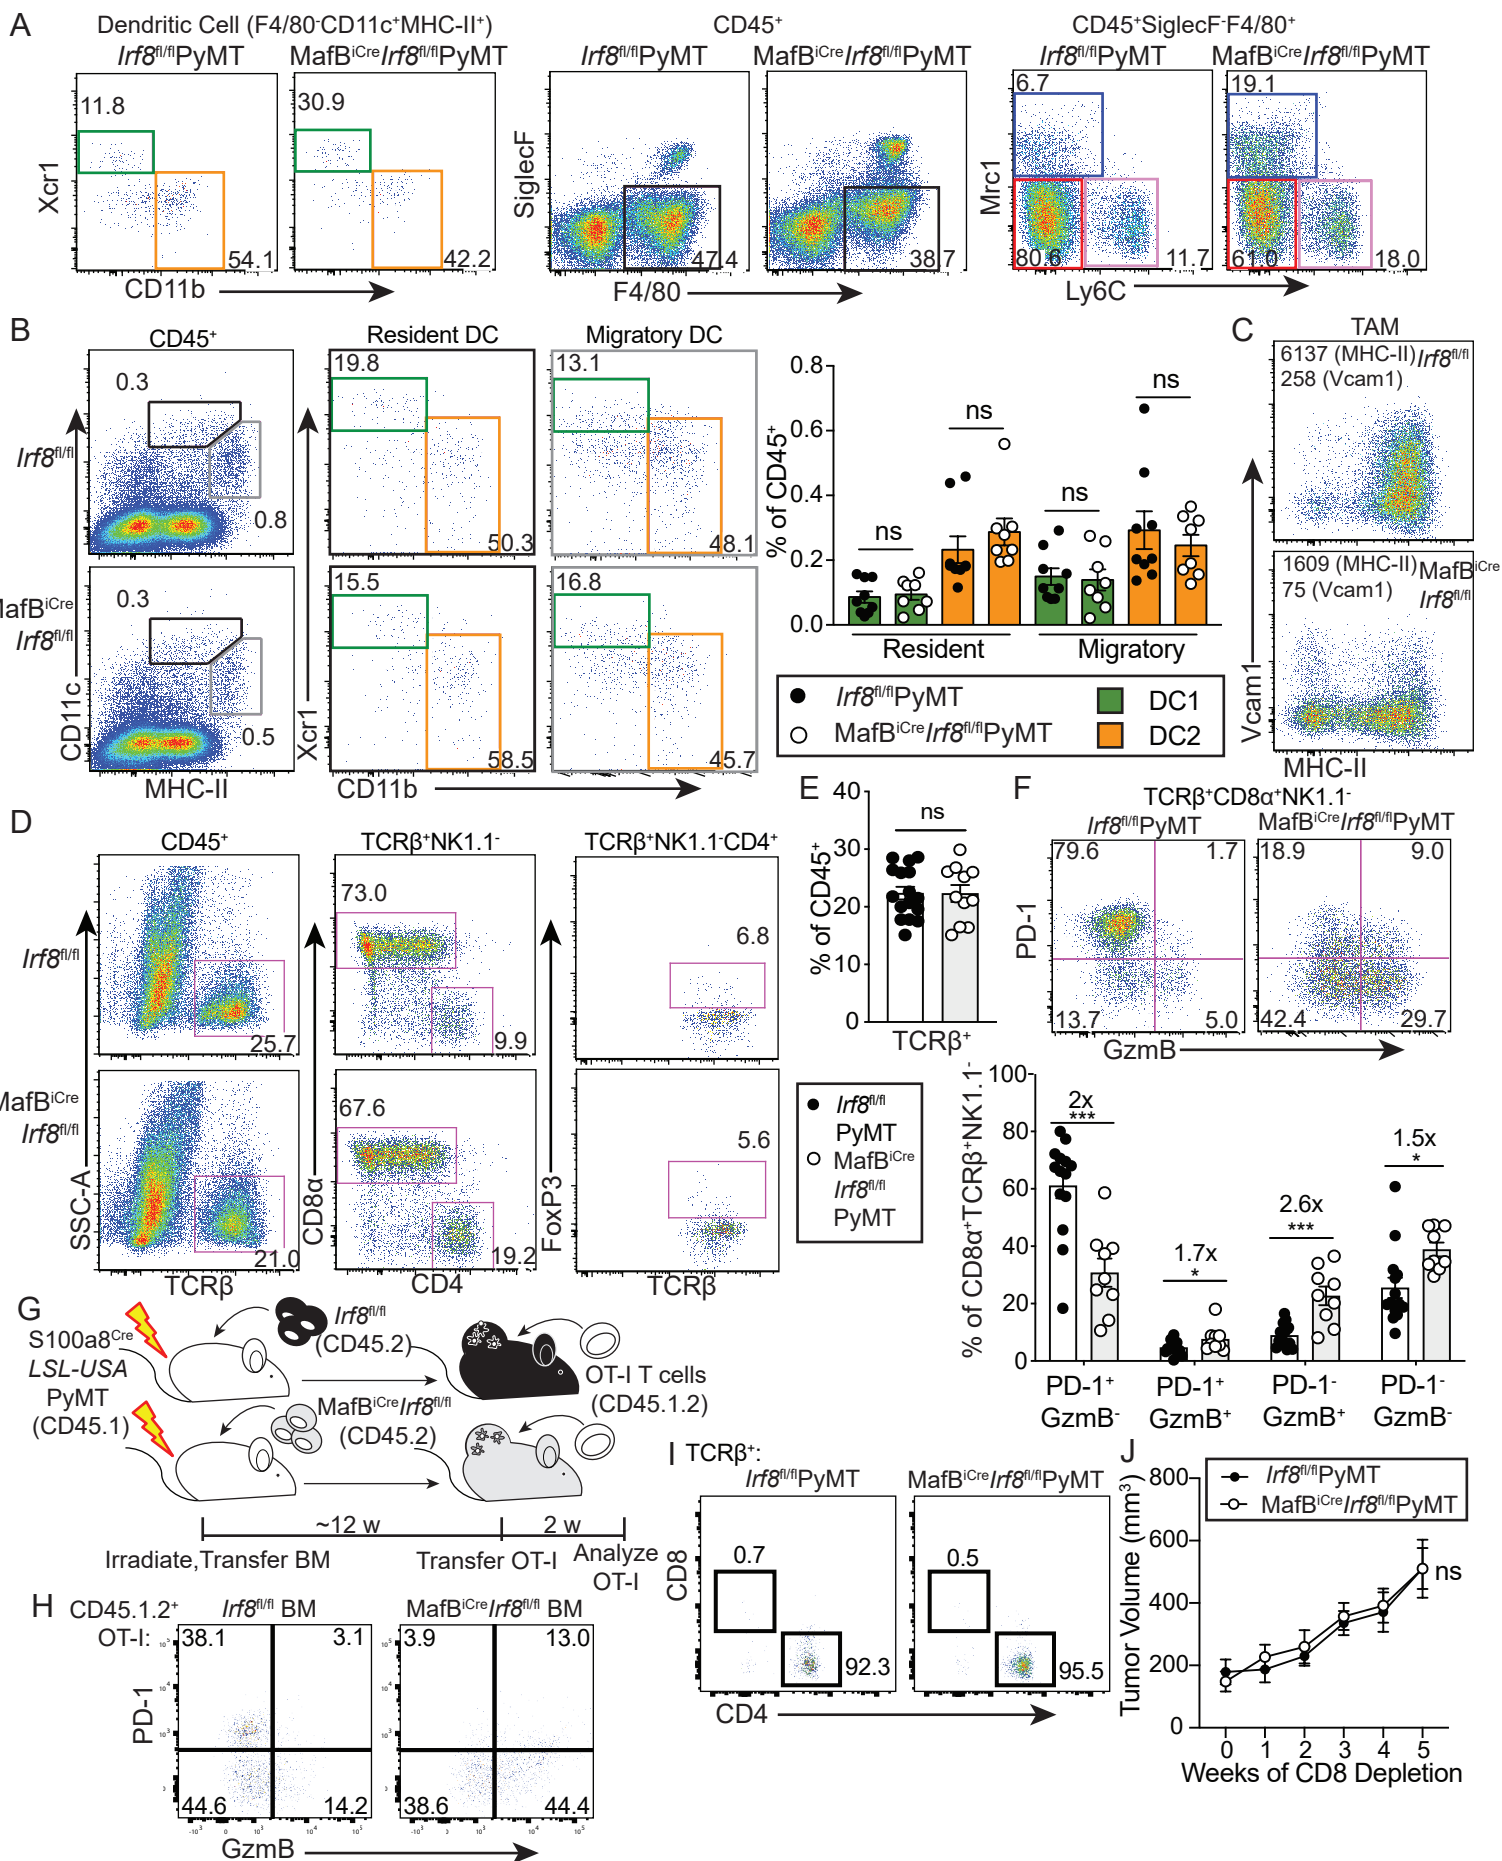 A
Dendritic Cell (F4/80⁻CD11c⁺MHC-II⁺)
Irf8fl/flPyMT MafBiCreIrf8fl/flPyMT
11.8
30.9
54.1
42.2
Xcr1
CD11b
CD45⁺
Irf8fl/flPyMT MafBiCreIrf8fl/flPyMT
SiglecF
47.4
38.7
F4/80
CD45⁺SiglecF⁻F4/80⁺
Irf8fl/flPyMT MafBiCreIrf8fl/flPyMT
6.7
19.1
Mrc1
80.6
11.7
61.0
18.0
Ly6C
B
CD45⁺
Resident DC
Migratory DC
0.3
0.8
19.8
50.3
13.1
48.1
Irf8fl/fl
0.3
0.5
15.5
58.5
16.8
45.7
MafBiCre
Irf8fl/fl
CD11c
MHC-II
Xcr1
CD11b
% of CD45⁺
0.8
0.6
0.4
0.2
0.0
ns
ns
ns
ns
Resident
Migratory
Irf8fl/flPyMT
MafBiCreIrf8fl/flPyMT
DC1
DC2
C
TAM
6137 (MHC-II) Irf8fl/fl
258 (Vcam1)
1609 (MHC-II) MafBiCre
75 (Vcam1) Irf8fl/fl
Vcam1
MHC-II
D
CD45⁺
TCRβ⁺NK1.1⁻
TCRβ⁺NK1.1⁻CD4⁺
Irf8fl/fl
25.7
73.0
9.9
6.8
MafBiCre
Irf8fl/fl
21.0
67.6
19.2
5.6
SSC-A
TCRβ
CD8α
CD4
FoxP3
TCRβ
E
40
30
20
10
0
% of CD45⁺
ns
TCRβ⁺
Irf8fl/fl
PyMT
MafBiCre
Irf8fl/fl
PyMT
F
TCRβ⁺CD8α⁺NK1.1⁻
Irf8fl/flPyMT MafBiCreIrf8fl/flPyMT
79.6
1.7
13.7
5.0
18.9
9.0
42.4
29.7
PD-1
GzmB
% of CD8α⁺TCRβ⁺NK1.1⁻
100
80
60
40
20
0
2x
***
1.7x
*
2.6x
***
1.5x
*
PD-1⁺ PD-1⁺ PD-1⁻ PD-1⁻
GzmB⁻ GzmB⁺ GzmB⁺ GzmB⁻
G
S100a8Cre
LSL-USA
PyMT
(CD45.1)
Irf8fl/fl
(CD45.2)
MafBiCreIrf8fl/fl
(CD45.2)
OT-I T cells
(CD45.1.2)
~12 w
2 w
Irradiate,Transfer BM
Transfer OT-I
Analyze
OT-I
H
CD45.1.2⁺
OT-I:
Irf8fl/fl BM
MafBiCreIrf8fl/fl BM
38.1
3.1
44.6
14.2
3.9
13.0
38.6
44.4
PD-1
GzmB
I
TCRβ⁺:
Irf8fl/flPyMT MafBiCreIrf8fl/flPyMT
0.7
92.3
0.5
95.5
CD8
CD4
J
Irf8fl/flPyMT
MafBiCreIrf8fl/flPyMT
Tumor Volume (mm³)
800
600
400
200
0
ns
0 1 2 3 4 5
Weeks of CD8 Depletion